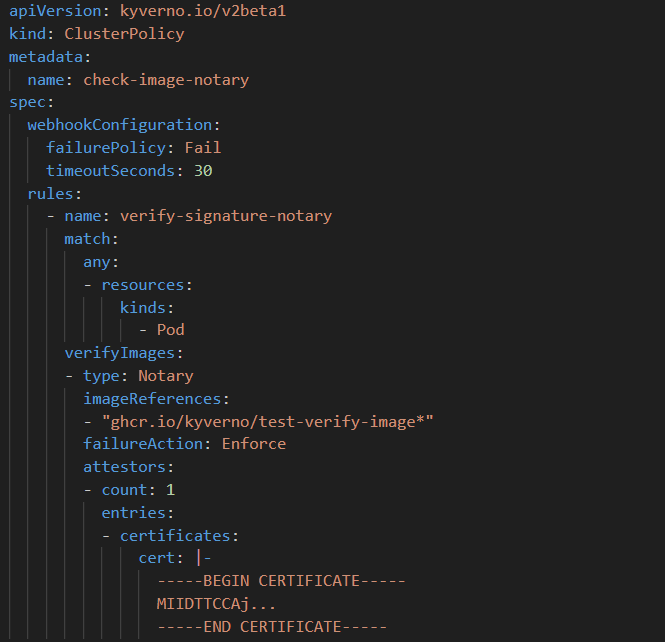 apiVersion: kyverno.io/v2beta1
kind: ClusterPolicy
metadata:
  name: check-image-notary
spec:
  webhookConfiguration:
    failurePolicy: Fail
    timeoutSeconds: 30
  rules:
    - name: verify-signature-notary
      match:
        any:
        - resources:
            kinds:
              - Pod
      verifyImages:
      - type: Notary
        imageReferences:
        - "ghcr.io/kyverno/test-verify-image*"
        failureAction: Enforce
        attestors:
        - count: 1
          entries:
          - certificates:
              cert: |-
                -----BEGIN CERTIFICATE-----
                MIIDTTCCAj...
                -----END CERTIFICATE-----